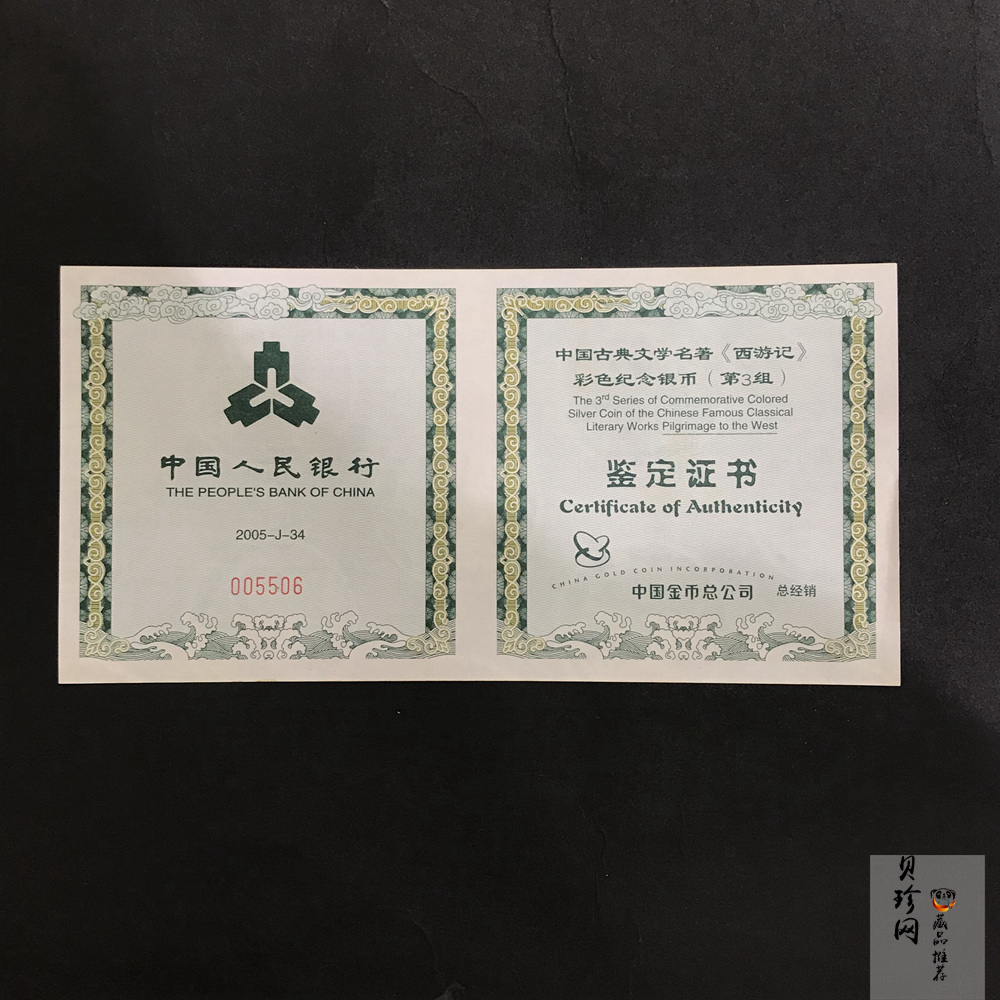 中国人民银行
THE PEOPLE'S BANK OF CHINA
2005-J-34
005506
中国古典文学名著《西游记》
彩色纪念银币（第3组）
The 3rd Series of Commemorative Colored
Silver Coin of the Chinese Famous Classical
Literary Works Pilgrimage to the West
鉴定证书
Certificate of Authenticity
CHINA GOLD COIN INCORPORATION
中国金币总公司 总经销
贝珍网
藏品推荐